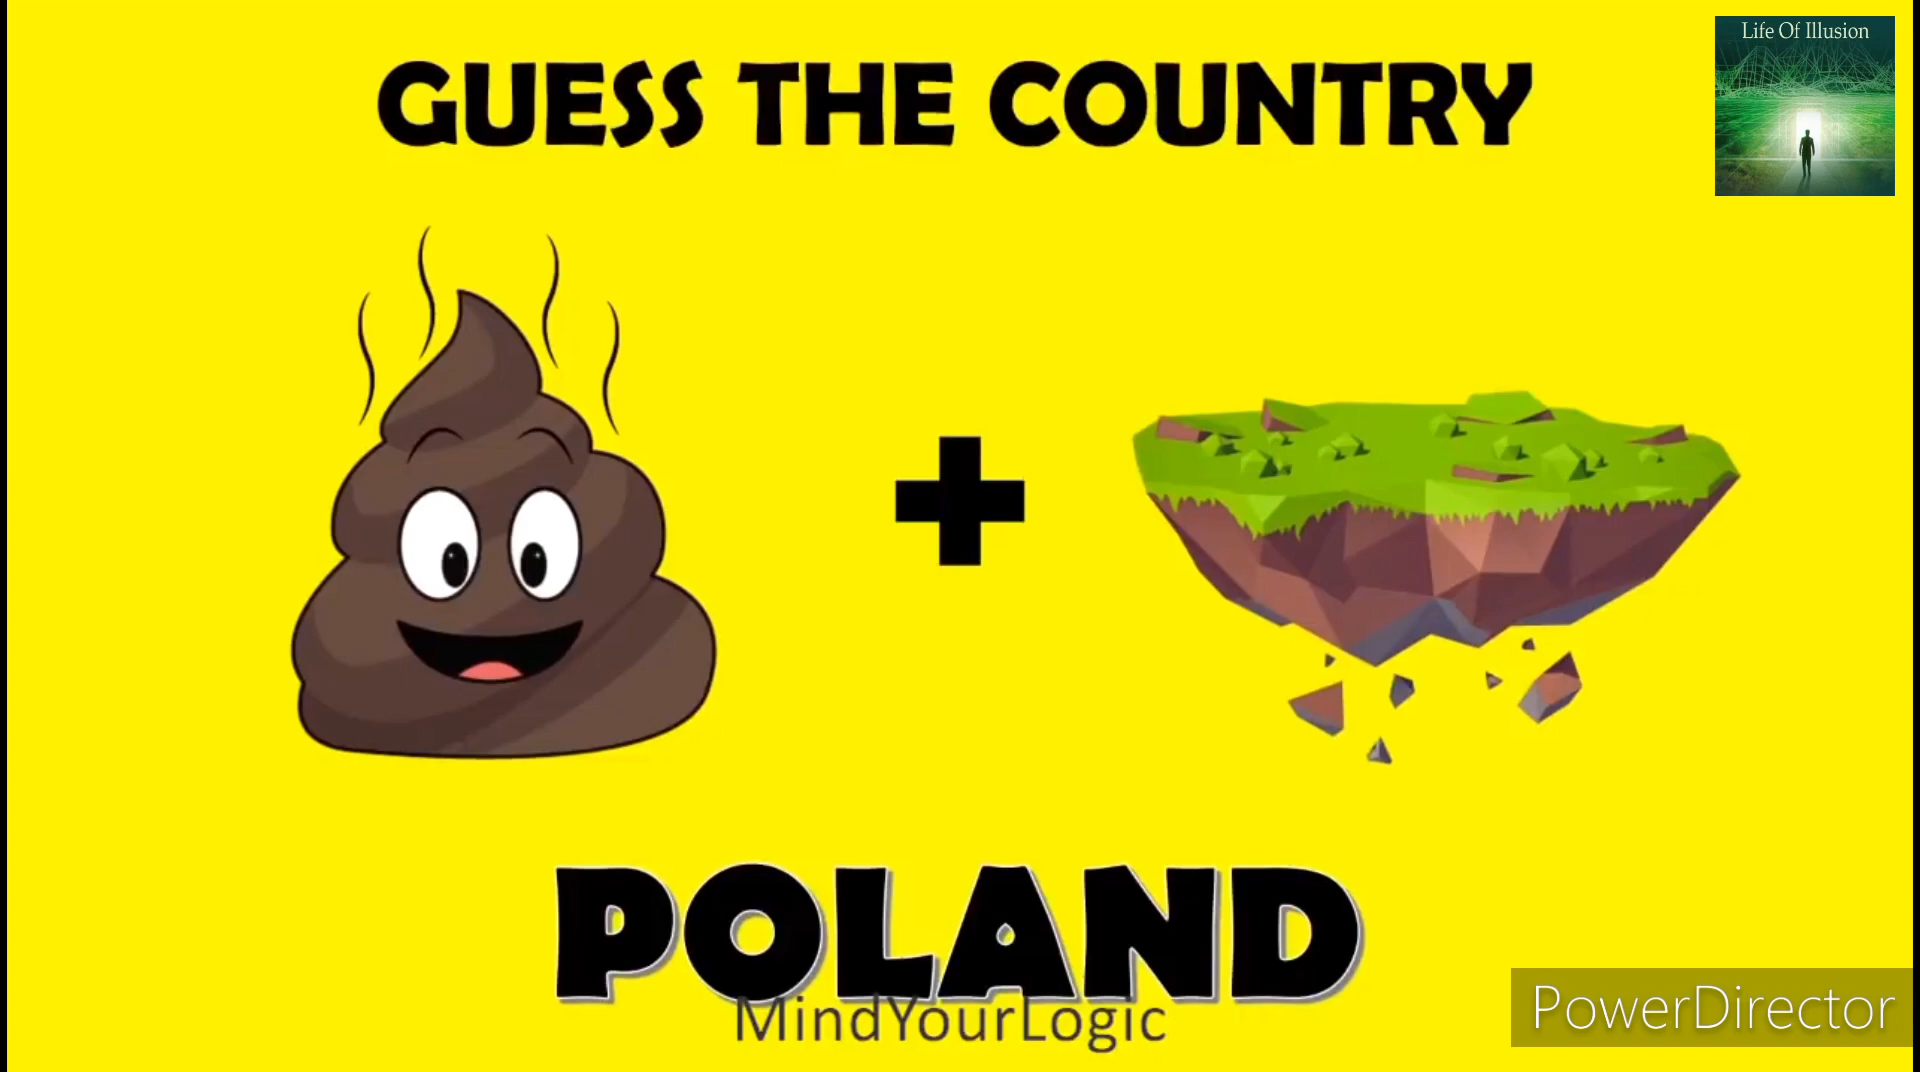 Life Of Illusion
GUESS THE COUNTRY
POLAND
MindYourLogic
PowerDirector